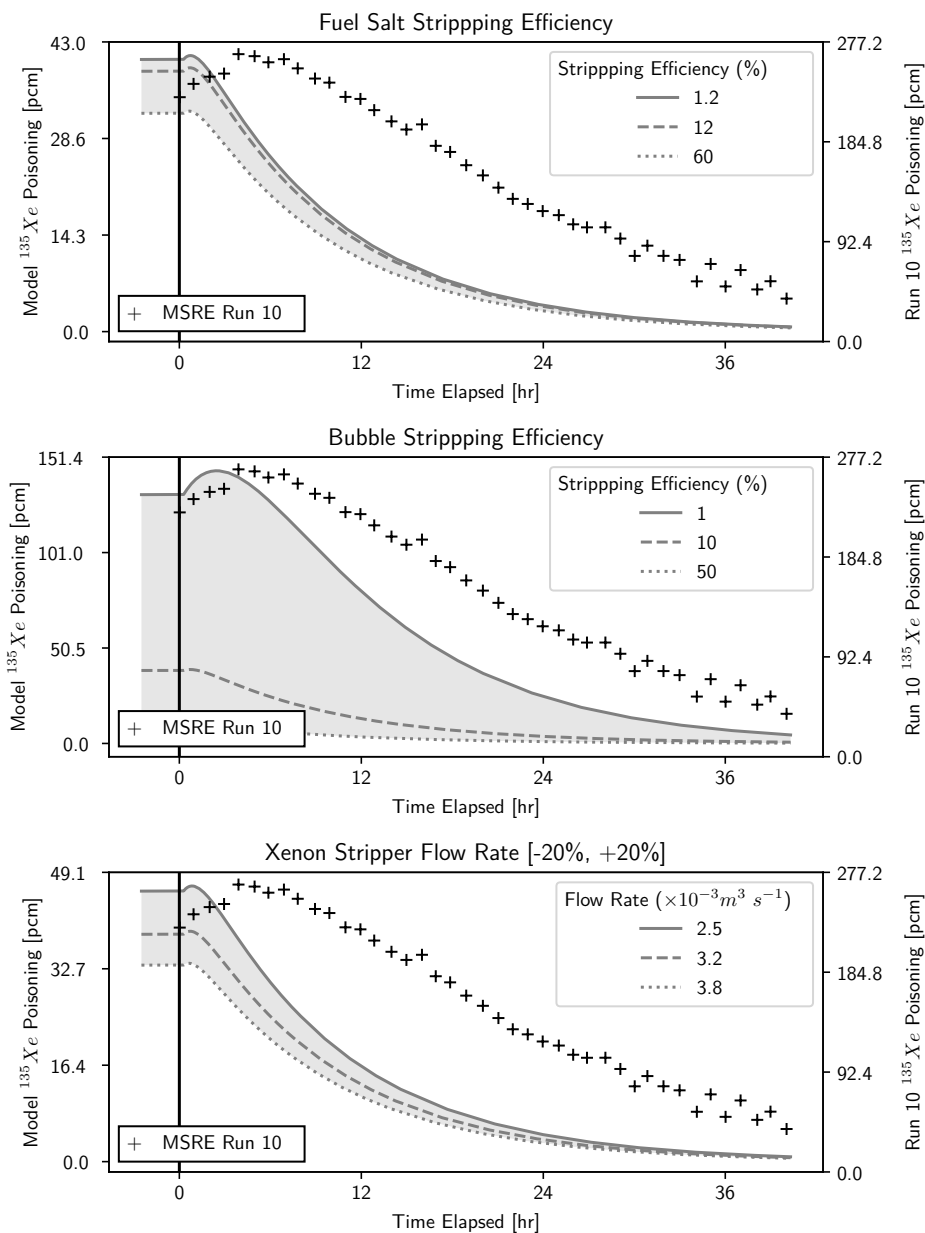 Fuel Salt Strippping Efficiency
Model ¹³⁵Xe Poisoning [pcm]
43.0
28.6
14.3
0.0
Strippping Efficiency (%)
1.2
12
60
MSRE Run 10
277.2
184.8
92.4
0.0
Run 10 ¹³⁵Xe Poisoning [pcm]
0 12 24 36
Time Elapsed [hr]
Bubble Strippping Efficiency
Model ¹³⁵Xe Poisoning [pcm]
151.4
101.0
50.5
0.0
Strippping Efficiency (%)
1
10
50
MSRE Run 10
277.2
184.8
92.4
0.0
Run 10 ¹³⁵Xe Poisoning [pcm]
0 12 24 36
Time Elapsed [hr]
Xenon Stripper Flow Rate [-20%, +20%]
Model ¹³⁵Xe Poisoning [pcm]
49.1
32.7
16.4
0.0
Flow Rate (×10⁻³m³ s⁻¹)
2.5
3.2
3.8
MSRE Run 10
277.2
184.8
92.4
0.0
Run 10 ¹³⁵Xe Poisoning [pcm]
0 12 24 36
Time Elapsed [hr]